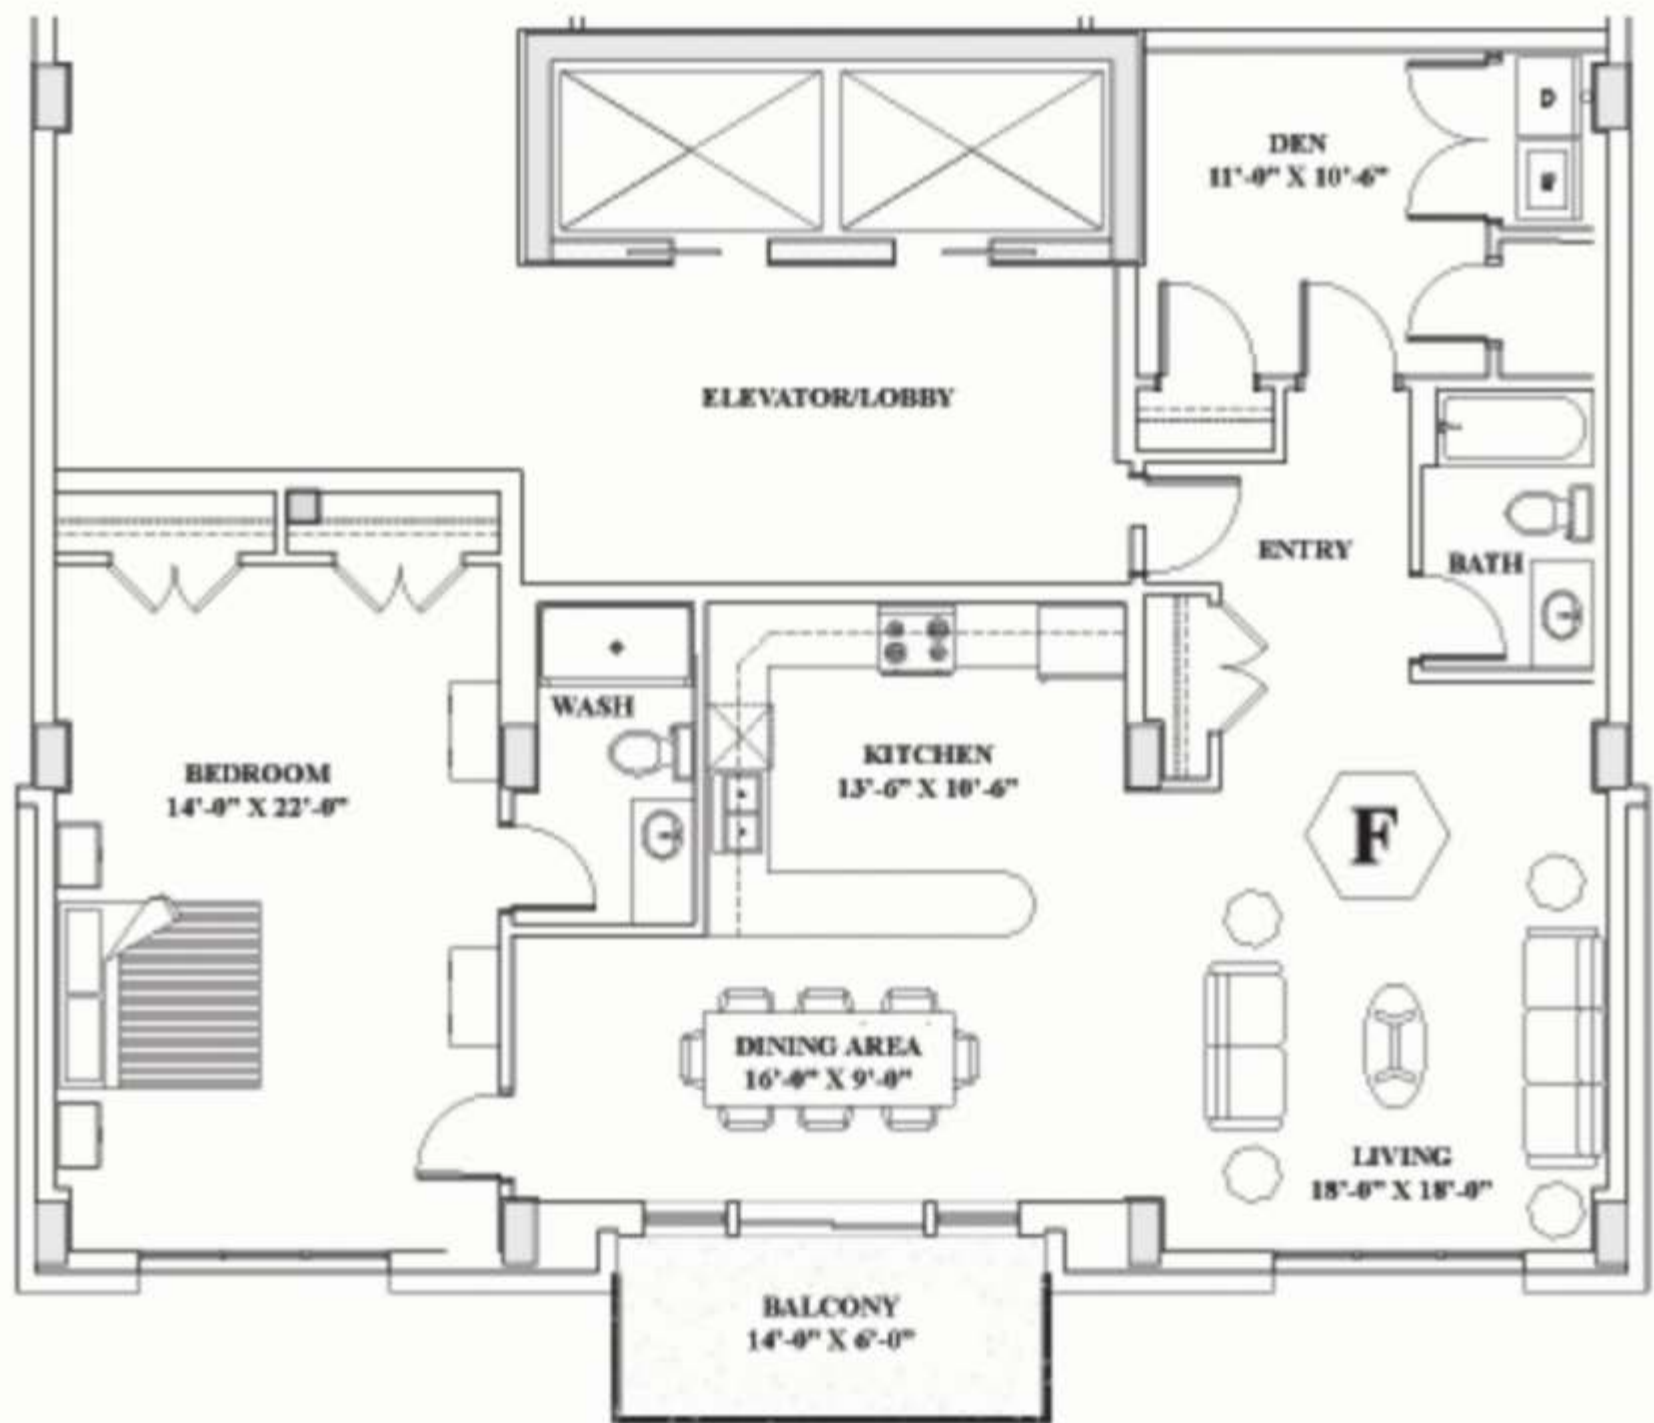 DEN
11'-0" X 10'-6"
D
W
ELEVATOR/LOBBY
ENTRY
BATH
WASH
KITCHEN
13'-6" X 10'-6"
BEDROOM
14'-0" X 22'-0"
F
DINING AREA
16'-0" X 9'-0"
LIVING
18'-0" X 18'-0"
BALCONY
14'-0" X 6'-0"